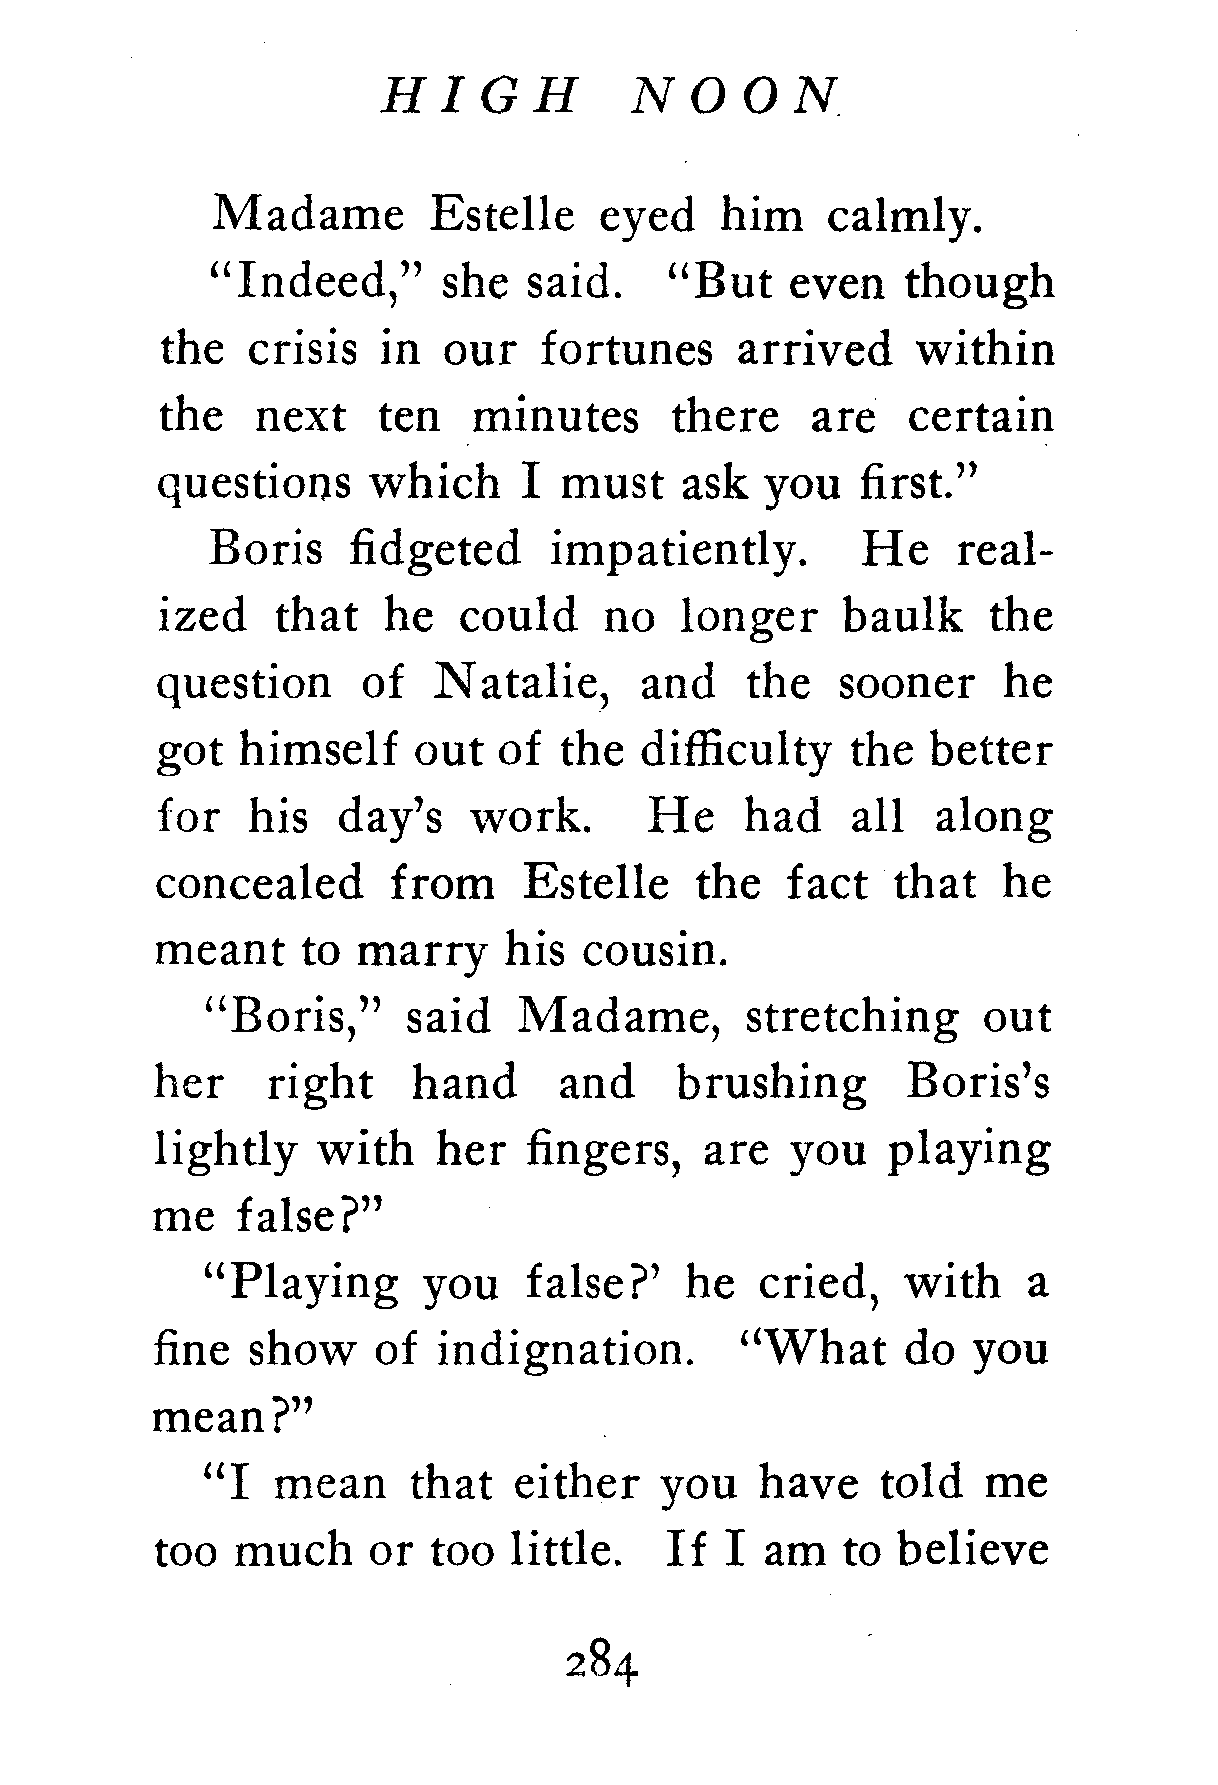 HIGH NOON
Madame Estelle eyed him calmly.
“Indeed,” she said. “But even though
the crisis in our fortunes arrived within
the next ten minutes there are certain
questions which I must ask you first.”
Boris fidgeted impatiently. He real-
ized that he could no longer baulk the
question of Natalie, and the sooner he
got himself out of the difficulty the better
for his day’s work. He had all along
concealed from Estelle the fact that he
meant to marry his cousin.
“Boris,” said Madame, stretching out
her right hand and brushing Boris’s
lightly with her fingers, are you playing
me false?”
“Playing you false?’ he cried, with a
fine show of indignation. “What do you
mean?”
“I mean that either you have told me
too much or too little. If I am to believe
284